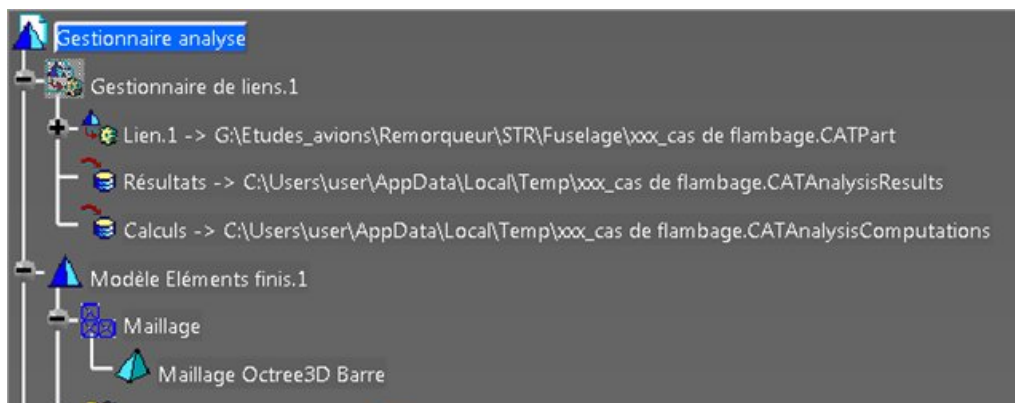 Gestionnaire analyse
Gestionnaire de liens.1
Lien.1 -> G:\Etudes_avions\Remorqueur\STR\Fuselage\xxx_cas de flambage.CATPart
Résultats -> C:\Users\user\AppData\Local\Temp\xxx_cas de flambage.CATAnalysisResults
Calculs -> C:\Users\user\AppData\Local\Temp\xxx_cas de flambage.CATAnalysisComputations
Modèle Eléments finis.1
Maillage
Maillage Octree3D Barre